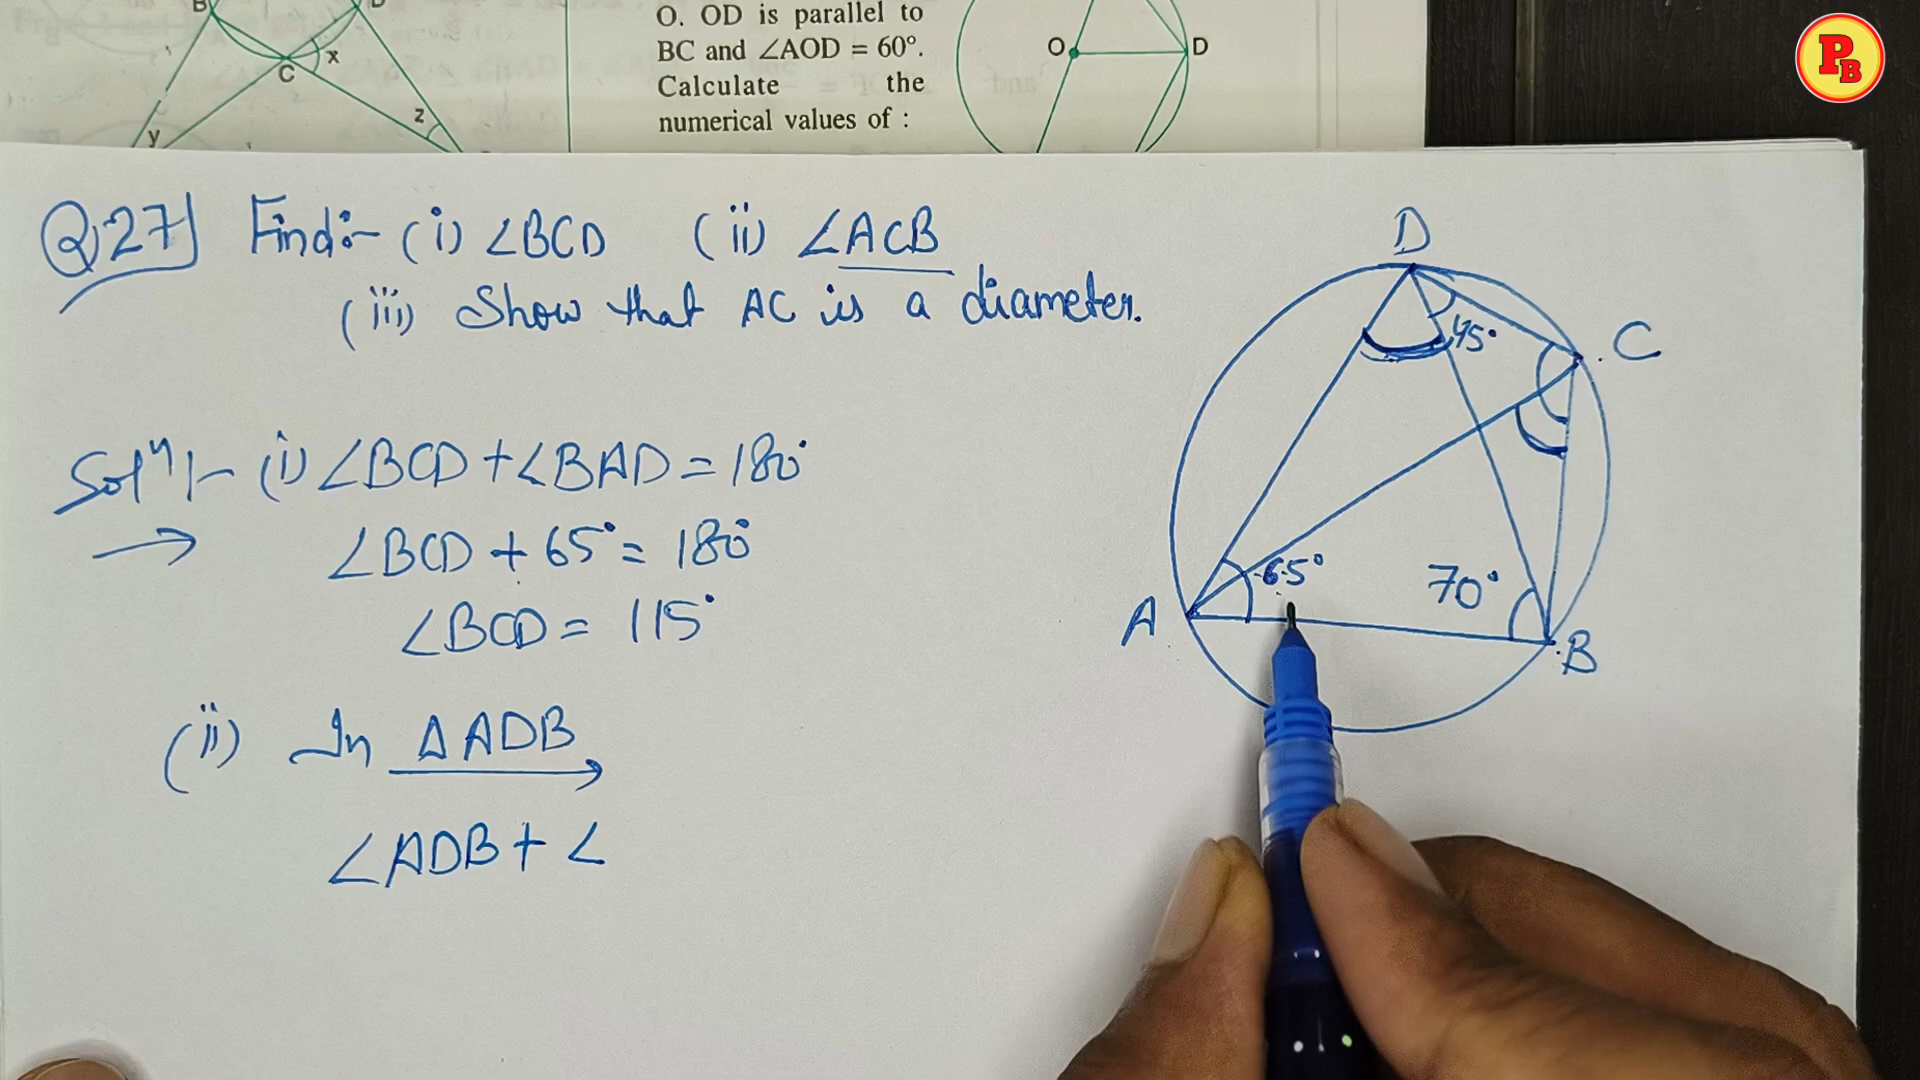 B
D
x
C
z
y
O. OD is parallel to
BC and ∠AOD = 60°.
Calculate the
numerical values of :
O
D
PB
Q27) Find:- (i) ∠BCD (ii) ∠ACB
(iii) Show that AC is a diameter.
Solⁿ:- (i) ∠BCD + ∠BAD = 180°
→ ∠BCD + 65° = 180°
∠BCD = 115°
(ii) In ΔADB
∠ADB + ∠
D
45°
C
65°
70°
A
B